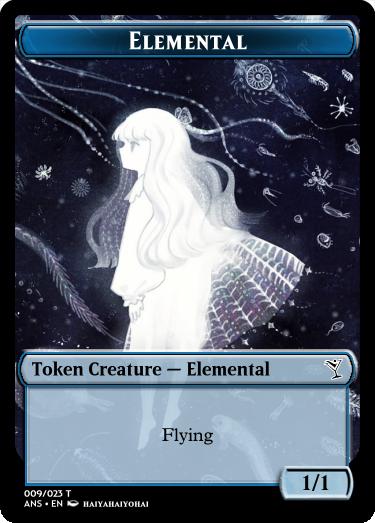 Elemental
Token Creature — Elemental
Flying
1/1
009/023 T
ANS • EN HAIYAHAIYOHAI